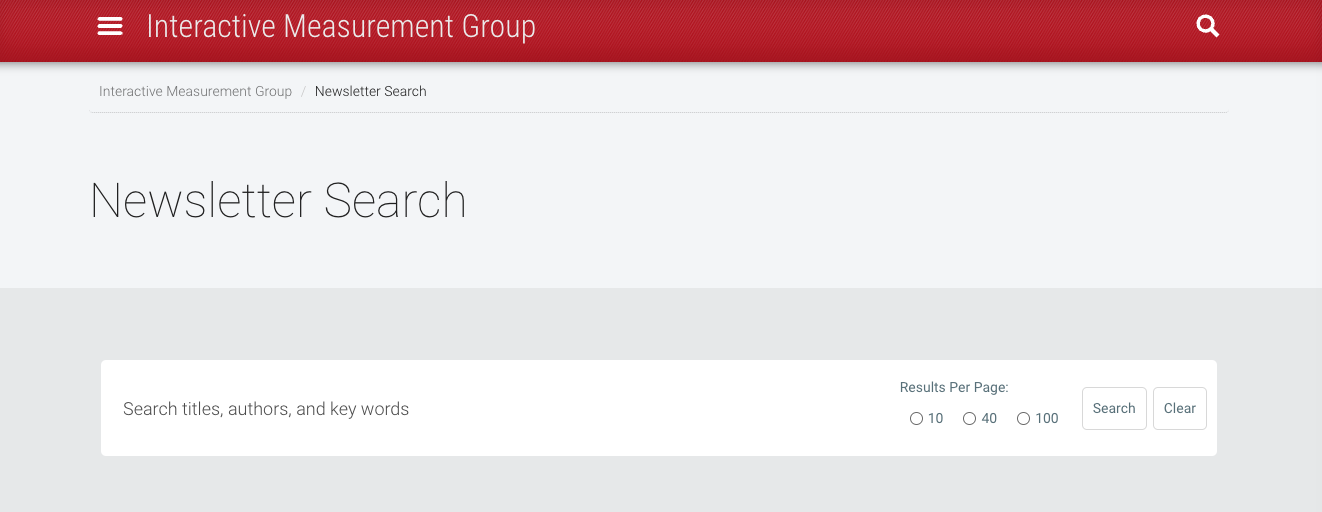 Interactive Measurement Group
Interactive Measurement Group / Newsletter Search
Newsletter Search
Search titles, authors, and key words
Results Per Page:
10 40 100
Search Clear